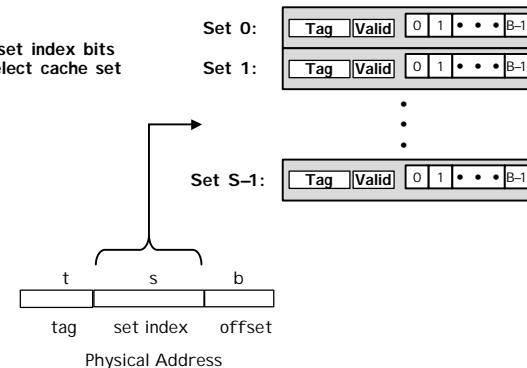 Set 0: Tag Valid 0 1 • • • B–1
set index bits
select cache set
Set 1: Tag Valid 0 1 • • • B–1
•
•
•
Set S–1: Tag Valid 0 1 • • • B–1
t s b
tag set index offset
Physical Address